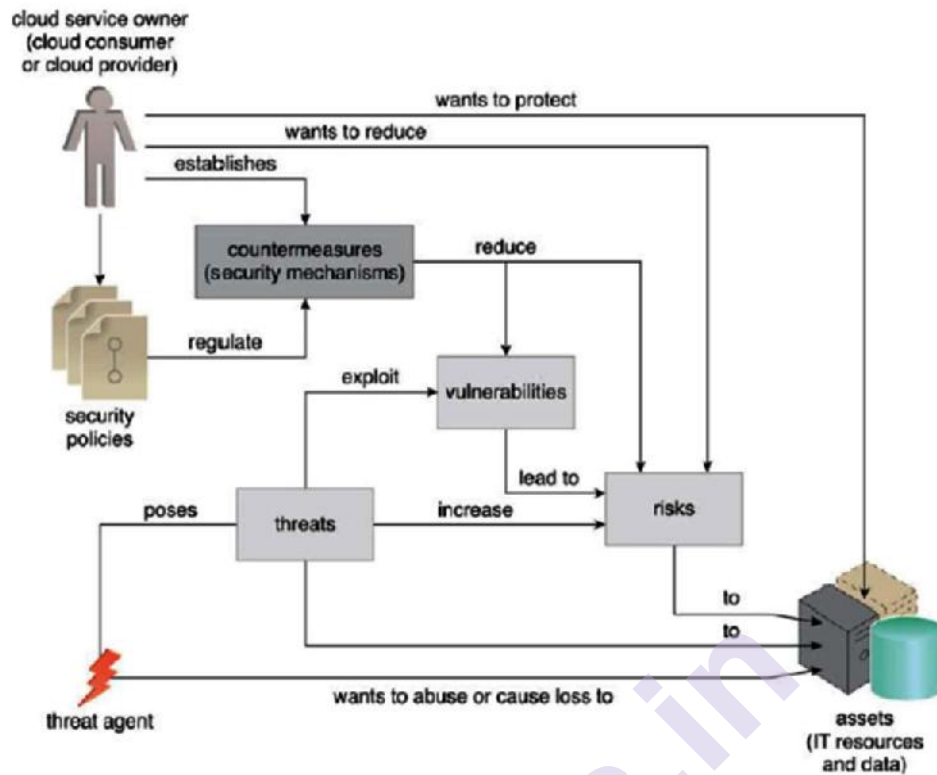 cloud service owner
(cloud consumer
or cloud provider)
wants to protect
wants to reduce
establishes
countermeasures
(security mechanisms)
reduce
regulate
exploit
vulnerabilities
security
policies
lead to
poses
threats
increase
risks
to
to
wants to abuse or cause loss to
threat agent
assets
(IT resources
and data)